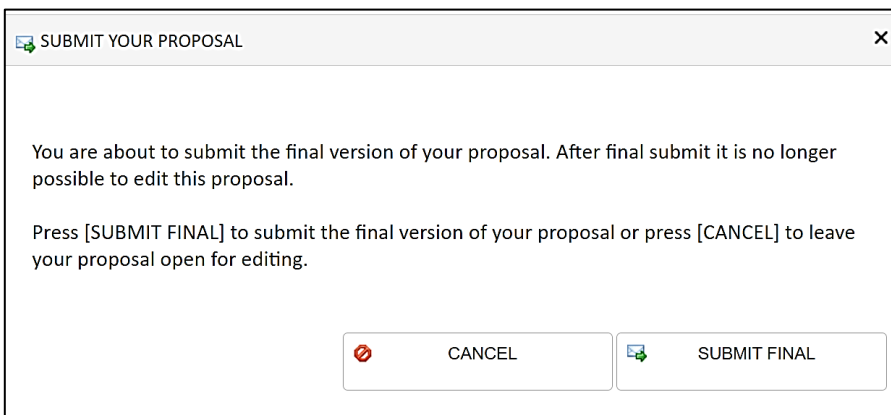 SUBMIT YOUR PROPOSAL
You are about to submit the final version of your proposal. After final submit it is no longer
possible to edit this proposal.
Press [SUBMIT FINAL] to submit the final version of your proposal or press [CANCEL] to leave
your proposal open for editing.
CANCEL
SUBMIT FINAL